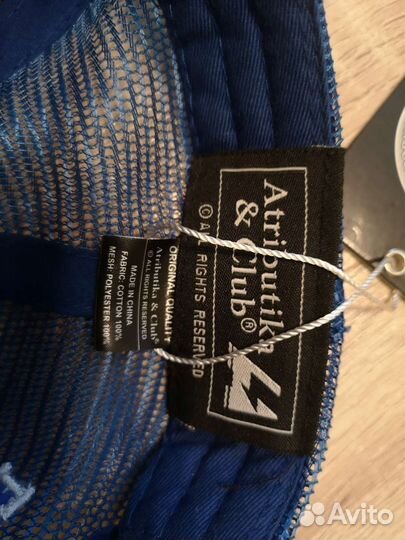 Atributika
& Club®
© ALL RIGHTS RESERVED
ORIGINAL QUALITY
Atributika & Club®
© ALL RIGHTS RESERVED
MADE IN CHINA
FABRIC: COTTON 100%
MESH: POLYESTER 100%
Avito